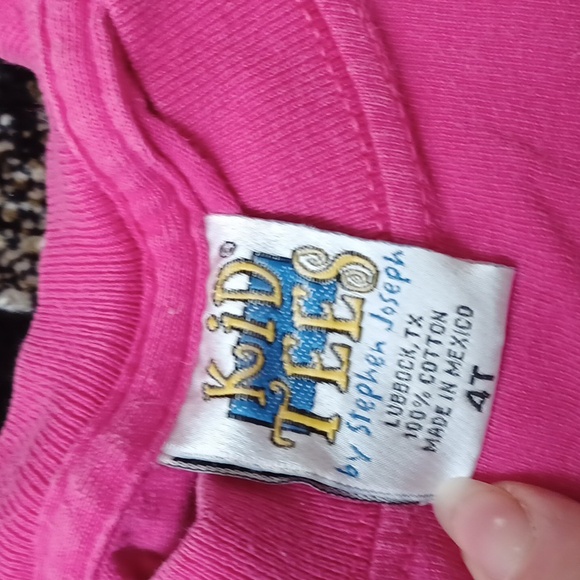 ®
KiD
TEES
by Stephen Joseph
LUBBOCK, TX
100% COTTON
MADE IN MEXICO
4T